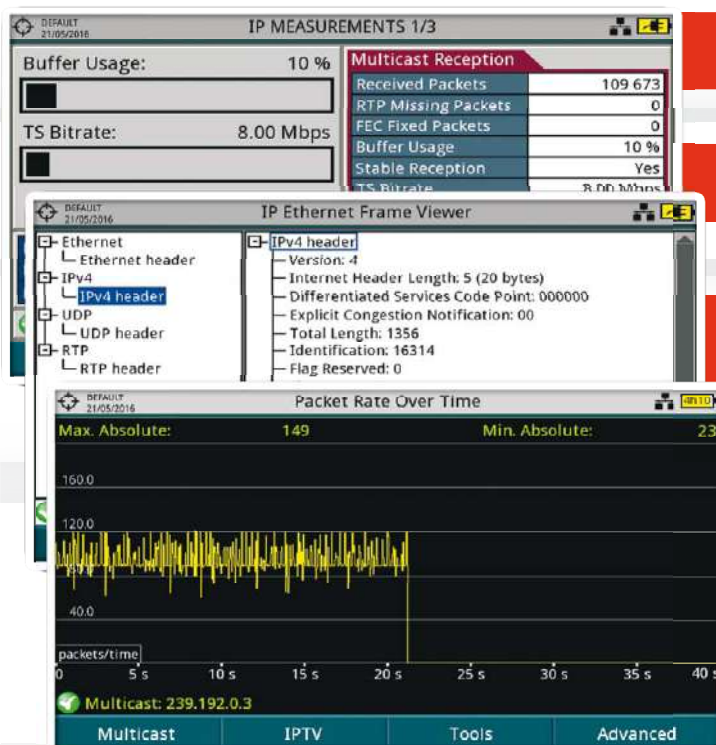 DEFAULT
21/05/2016
IP MEASUREMENTS 1/3
Buffer Usage: 10 %
TS Bitrate: 8.00 Mbps
Multicast Reception
Received Packets 109 673
RTP Missing Packets 0
FEC Fixed Packets 0
Buffer Usage 10 %
Stable Reception Yes
TS Bitrate 8.00 Mbps
DEFAULT
21/05/2016
IP Ethernet Frame Viewer
Ethernet
Ethernet header
IPv4
IPv4 header
UDP
UDP header
RTP
RTP header
IPv4 header
Version: 4
Internet Header Length: 5 (20 bytes)
Differentiated Services Code Point: 000000
Explicit Congestion Notification: 00
Total Length: 1356
Identification: 16314
Flag Reserved: 0
DEFAULT
21/05/2016
Packet Rate Over Time
4h10
Max. Absolute: 149 Min. Absolute: 23
160.0
120.0
40.0
packets/time
0 5 s 10 s 15 s 20 s 25 s 30 s 35 s 40 s
Multicast: 239.192.0.3
Multicast IPTV Tools Advanced